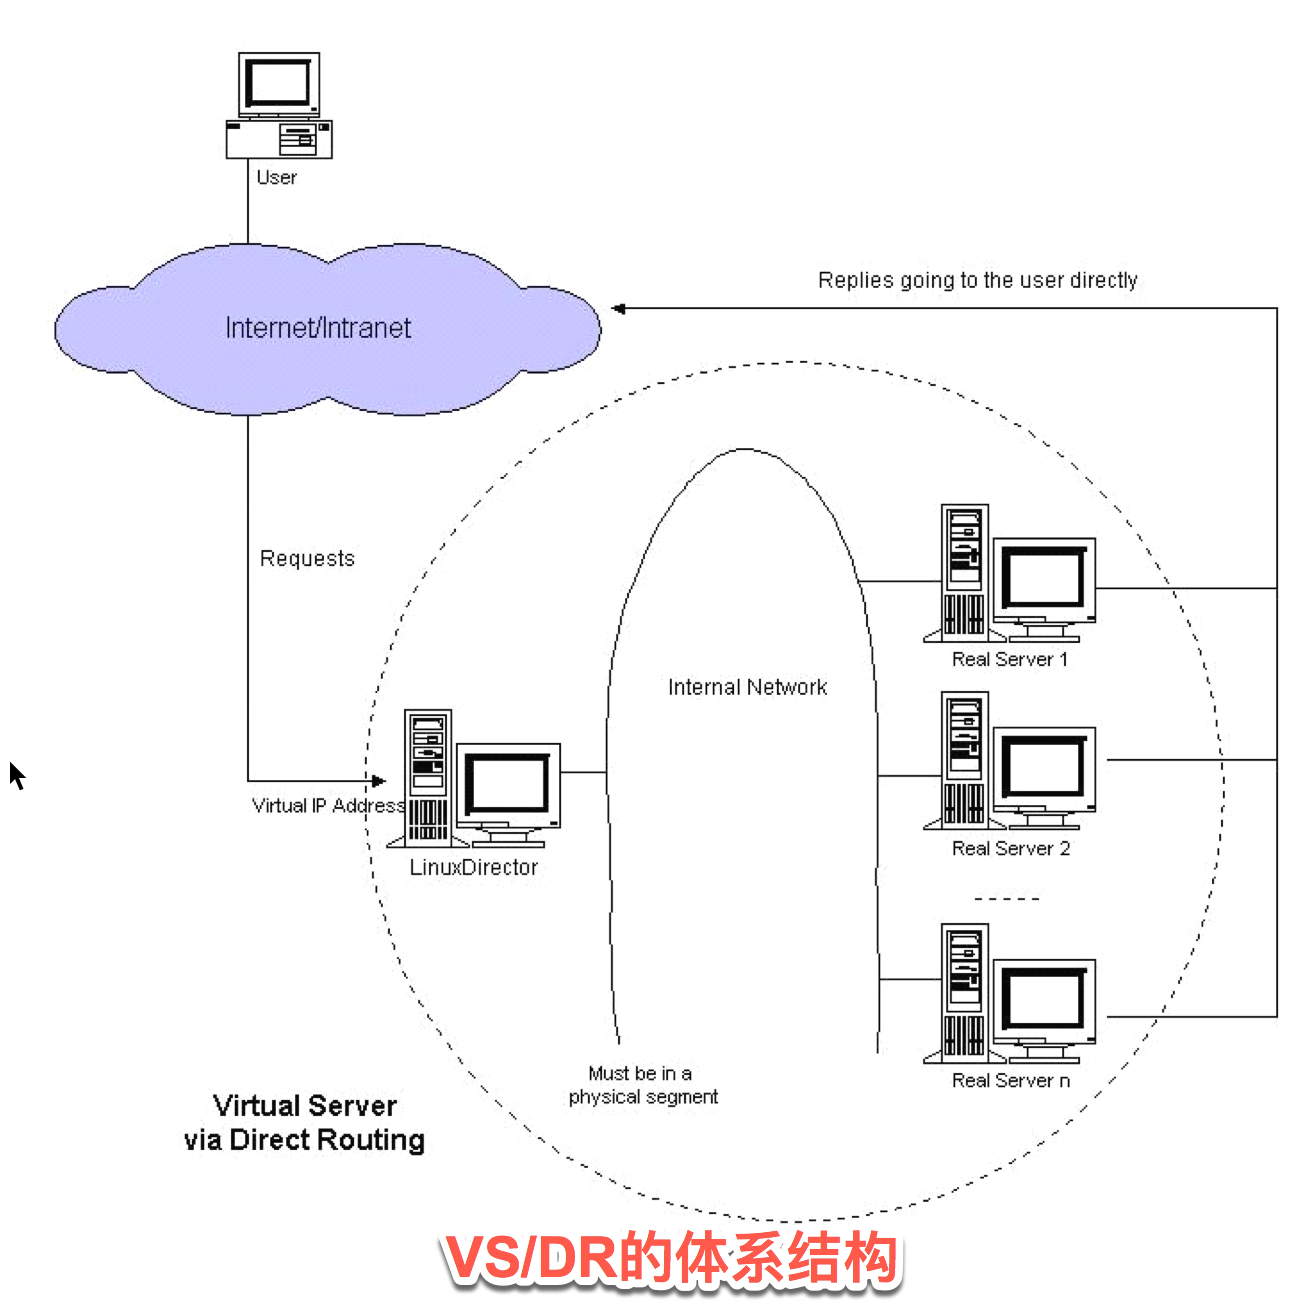 User
Replies going to the user directly
Internet/Intranet
Requests
Real Server 1
Internal Network
Virtual IP Address
Real Server 2
LinuxDirector
Must be in a
physical segment
Real Server n
Virtual Server
via Direct Routing
VS/DR的体系结构